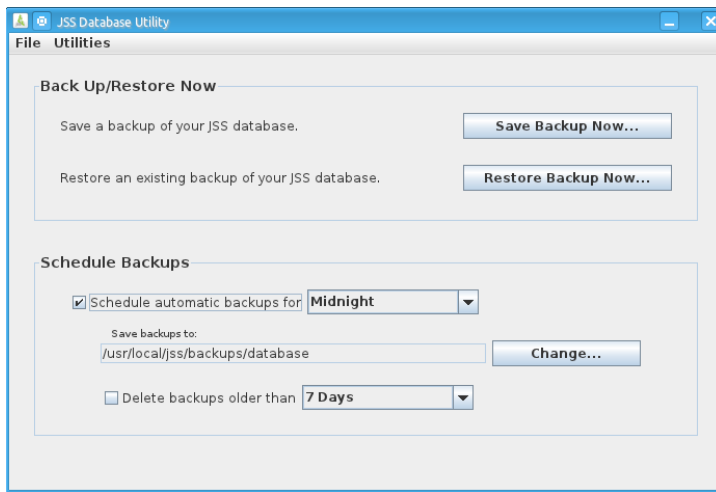 JSS Database Utility
File Utilities
Back Up/Restore Now
Save a backup of your JSS database.
Save Backup Now...
Restore an existing backup of your JSS database.
Restore Backup Now...
Schedule Backups
Schedule automatic backups for Midnight
Save backups to:
/usr/local/jss/backups/database
Change...
Delete backups older than 7 Days